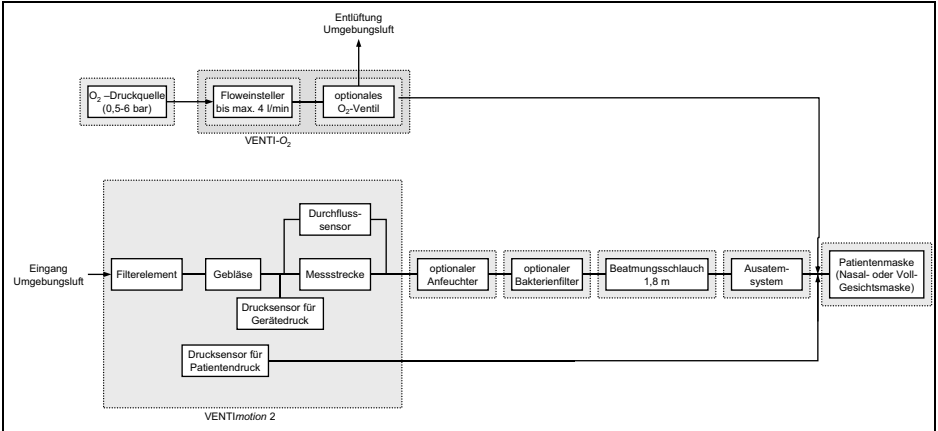 Entlüftung
Umgebungsluft
O₂ –Druckquelle
(0,5-6 bar)
Floweinsteller
bis max. 4 l/min
optionales
O₂-Ventil
VENTI-O₂
Durchfluss-
sensor
Eingang
Umgebungsluft
Filterelement
Gebläse
Messstrecke
optionaler
Anfeuchter
optionaler
Bakterienfilter
Beatmungsschlauch
1,8 m
Ausatem-
system
Patientenmaske
(Nasal- oder Voll-
Gesichtsmaske)
Drucksensor für
Gerätedruck
Drucksensor für
Patientendruck
VENTImotion 2